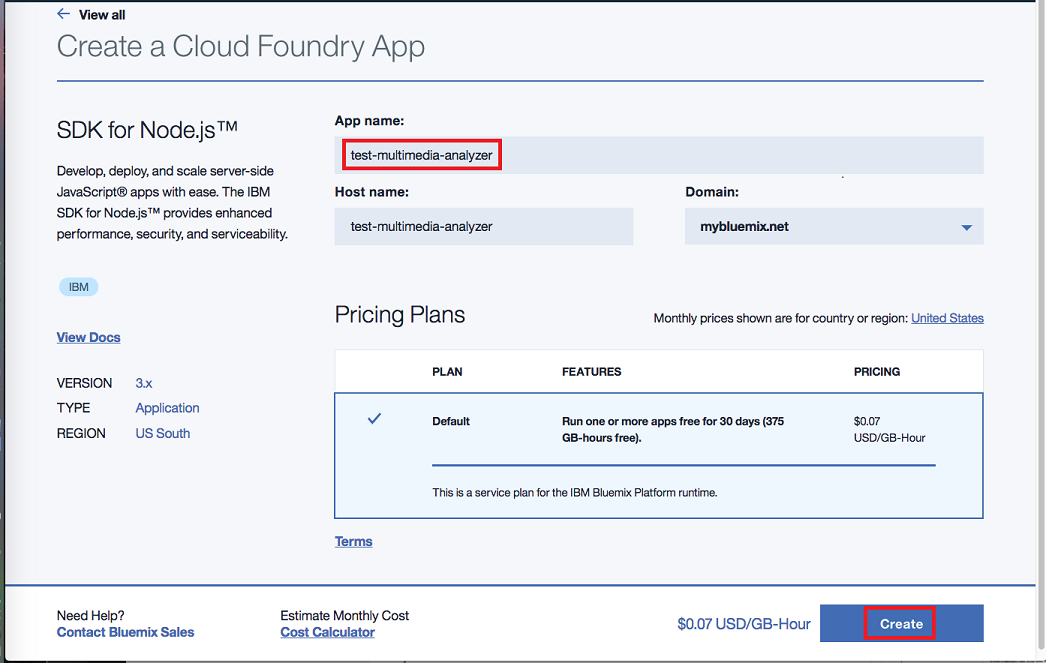 ← View all
Create a Cloud Foundry App
SDK for Node.js™
Develop, deploy, and scale server-side
JavaScript® apps with ease. The IBM
SDK for Node.js™ provides enhanced
performance, security, and serviceability.
IBM
View Docs
VERSION 3.x
TYPE Application
REGION US South
App name:
test-multimedia-analyzer
Host name: Domain:
test-multimedia-analyzer mybluemix.net
Pricing Plans Monthly prices shown are for country or region: United States
PLAN FEATURES PRICING
Default Run one or more apps free for 30 days (375 $0.07
GB-hours free). USD/GB-Hour
This is a service plan for the IBM Bluemix Platform runtime.
Terms
Need Help? Estimate Monthly Cost
Contact Bluemix Sales Cost Calculator
$0.07 USD/GB-Hour Create